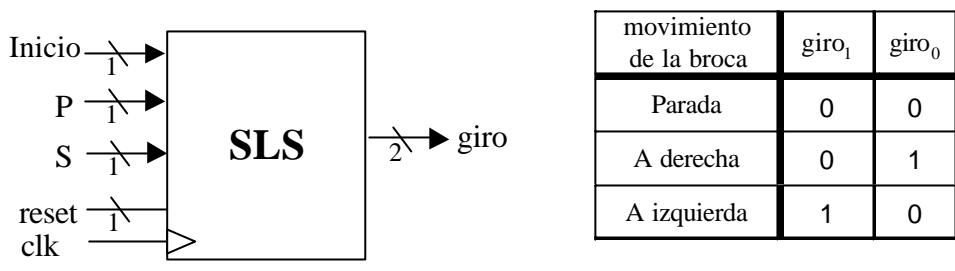 Inicio
1
P
1
S
1
reset
1
clk
SLS
2
giro
movimiento
de la broca
giro₁
giro₀
Parada
0
0
A derecha
0
1
A izquierda
1
0